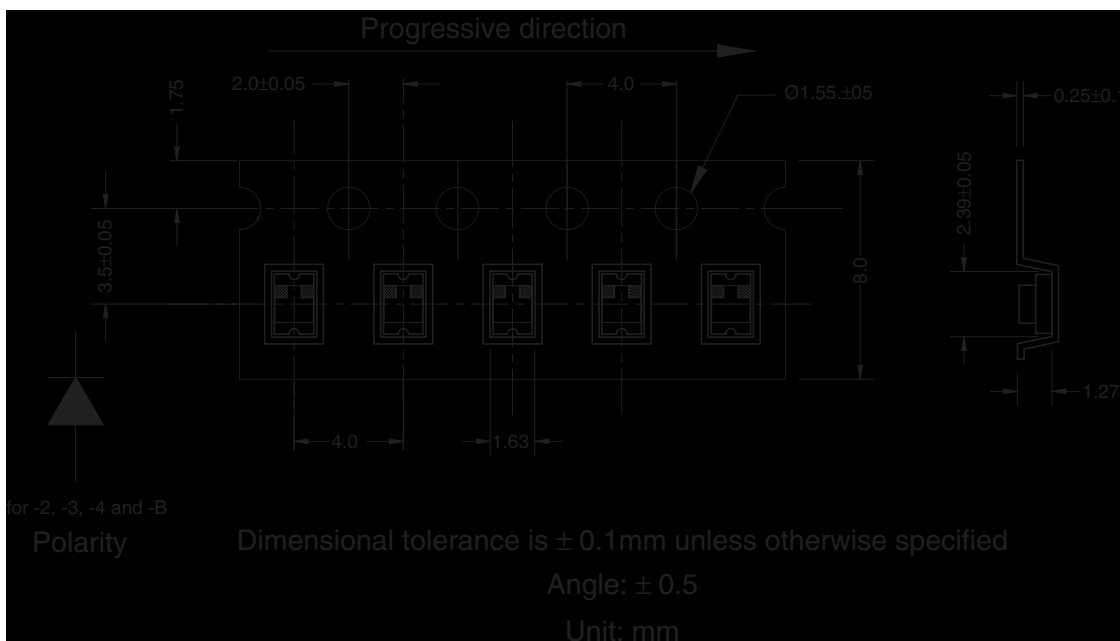 Progressive direction
2.0±0.05
4.0
Ø1.55.±05
1.75
0.25±0.1
3.5±0.05
2.39±0.05
8.0
1.27
4.0
1.63
for -2, -3, -4 and -B
Polarity
Dimensional tolerance is ± 0.1mm unless otherwise specified
Angle: ± 0.5
Unit: mm